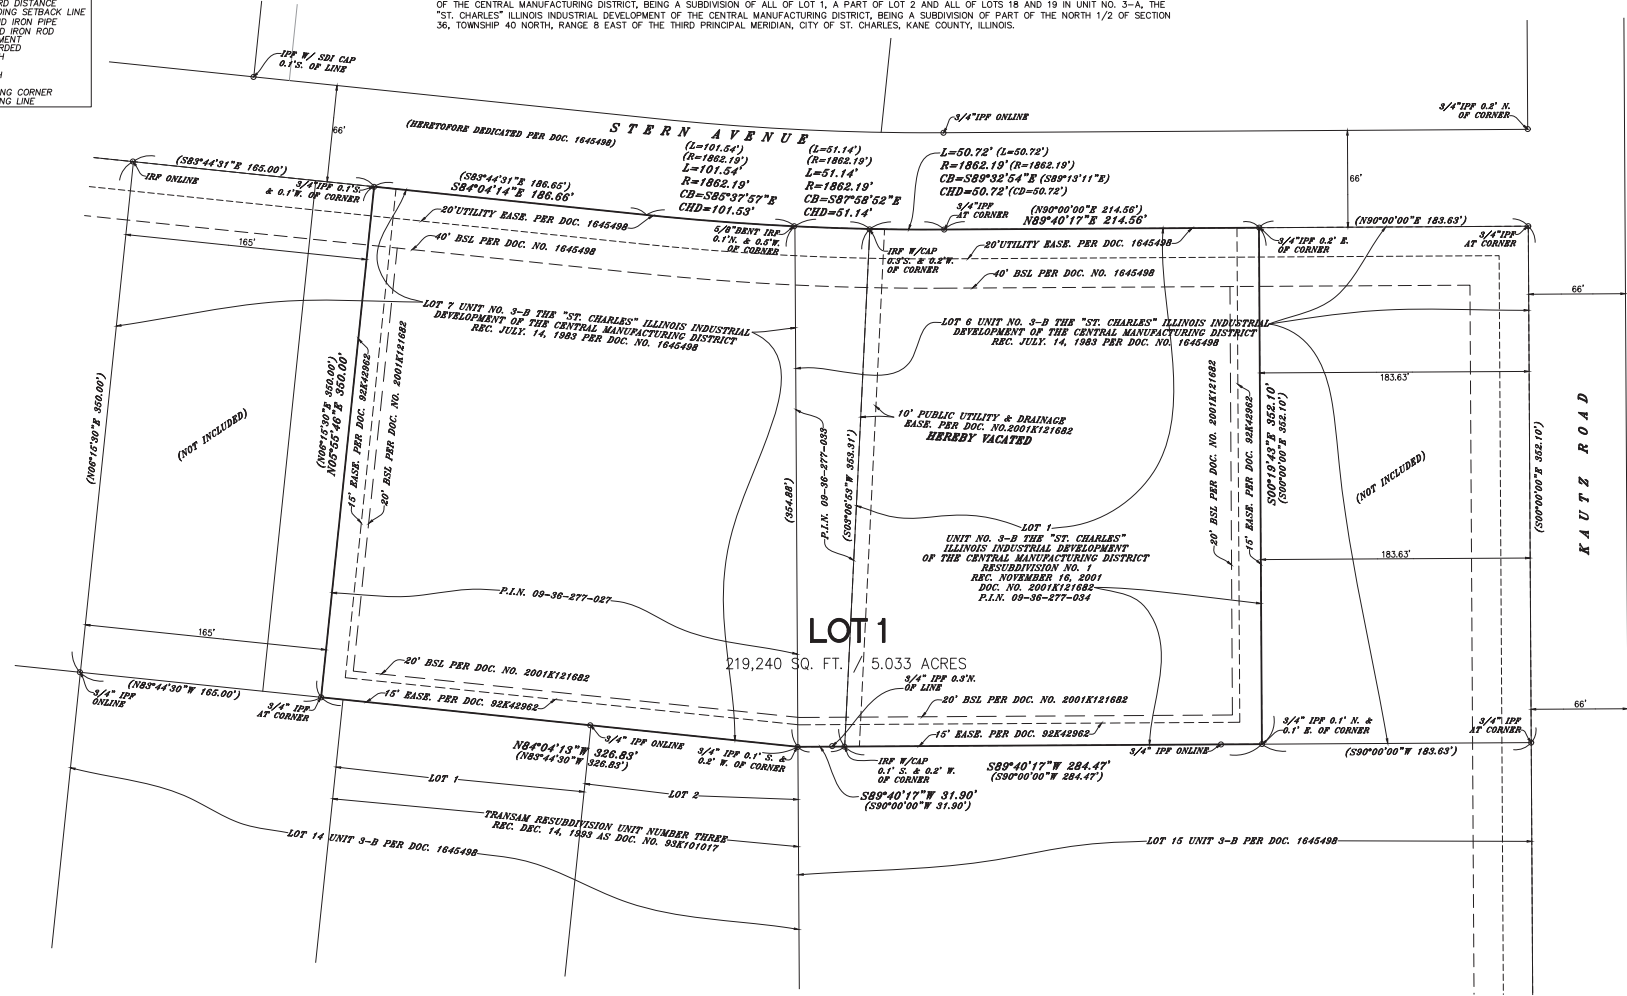 RD DISTANCE
ING SETBACK LINE
ND IRON PIPE
D IRON ROD
MENT
RDED
NG CORNER
NG LINE
OF THE CENTRAL MANUFACTURING DISTRICT, BEING A SUBDIVISION OF ALL OF LOT 1, A PART OF LOT 2 AND ALL OF LOTS 18 AND 19 IN UNIT NO. 3-A, THE
"ST. CHARLES" ILLINOIS INDUSTRIAL DEVELOPMENT OF THE CENTRAL MANUFACTURING DISTRICT, BEING A SUBDIVISION OF PART OF THE NORTH 1/2 OF SECTION
36, TOWNSHIP 40 NORTH, RANGE 8 EAST OF THE THIRD PRINCIPAL MERIDIAN, CITY OF ST. CHARLES, KANE COUNTY, ILLINOIS.
IPF W/ SDI CAP
0.1'S. OF LINE
66'
(HERETOFORE DEDICATED PER DOC. 1645498)
STERN AVENUE
3/4"IPF ONLINE
3/4"IPF 0.2' N.
OF CORNER
66'
(S83°44'31"E 165.00')
IRF ONLINE
3/4"IPF 0.1'S.
& 0.1'W. OF CORNER
(S83°44'31"E 186.65')
S84°04'14"E 186.66'
(L=101.54')
(R=1862.19')
L=101.54'
R=1862.19'
CB=S85°37'57"E
CHD=101.53'
(L=51.14')
(R=1862.19')
L=51.14'
R=1862.19'
CB=S87°58'52"E
CHD=51.14'
L=50.72' (L=50.72')
R=1862.19' (R=1862.19')
CB=S89°32'54"E (S89°13'11"E)
CHD=50.72'(CD=50.72')
3/4"IPF
AT CORNER
(N90°00'00"E 214.56')
N89°40'17"E 214.56'
(N90°00'00"E 183.63')
3/4"IPF
AT CORNER
20'UTILITY EASE. PER DOC. 1645498
40' BSL PER DOC. NO. 1645498
5/8"BENT IRF
0.1'N. & 0.5'W.
OF CORNER
IRF W/CAP
0.3'S. & 0.2'W.
OF CORNER
20'UTILITY EASE. PER DOC. 1645498
40' BSL PER DOC. NO. 1645498
3/4"IPF 0.2' E.
OF CORNER
165'
66'
LOT 7 UNIT NO. 3-B THE "ST. CHARLES" ILLINOIS INDUSTRIAL
DEVELOPMENT OF THE CENTRAL MANUFACTURING DISTRICT
REC. JULY. 14, 1983 PER DOC. NO. 1645498
LOT 6 UNIT NO. 3-B THE "ST. CHARLES" ILLINOIS INDUSTRIAL
DEVELOPMENT OF THE CENTRAL MANUFACTURING DISTRICT
REC. JULY. 14, 1983 PER DOC. NO. 1645498
(N06°15'30"E 350.00')
(NOT INCLUDED)
(N06°15'30"E 350.00')
N05°55'46"E 350.00'
15' EASE. PER DOC. 92K42962
20' BSL PER DOC. NO. 2001K121682
(354.88')
P.I.N. 09-36-277-033
(S03°06'53"W 353.31')
10' PUBLIC UTILITY & DRAINAGE
EASE. PER DOC. NO.2001K121682
HEREBY VACATED
20' BSL PER DOC. NO. 2001K121682
15' EASE. PER DOC. 92K42962
S00°19'43"E 352.10'
(S00°00'00"E 352.10')
183.63'
(NOT INCLUDED)
183.63'
(S00°00'00"E 352.10')
KAUTZ ROAD
LOT 1
UNIT NO. 3-B THE "ST. CHARLES"
ILLINOIS INDUSTRIAL DEVELOPMENT
OF THE CENTRAL MANUFACTURING DISTRICT
RESUBDIVISION NO. 1
REC. NOVEMBER 16, 2001
DOC. NO. 2001K121682
P.I.N. 09-36-277-034
P.I.N. 09-36-277-027
LOT 1
219,240 SQ. FT. / 5.033 ACRES
165'
20' BSL PER DOC. NO. 2001K121682
15' EASE. PER DOC. 92K42962
3/4" IPF 0.3'N.
OF LINE
20' BSL PER DOC. NO. 2001K121682
15' EASE. PER DOC. 92K42962
66'
(N83°44'30"W 165.00')
3/4" IPF
ONLINE
3/4" IPF
AT CORNER
3/4" IPF ONLINE
N84°04'13"W 326.83'
(N83°44'30"W 326.83')
3/4" IPF 0.1' S. &
0.2' W. OF CORNER
IRF W/CAP
0.1' S. & 0.2' W.
OF CORNER
S89°40'17"W 31.90'
(S90°00'00"W 31.90')
S89°40'17"W 284.47'
(S90°00'00"W 284.47')
3/4" IPF ONLINE
3/4" IPF 0.1' N. &
0.1' E. OF CORNER
(S90°00'00"W 183.63')
3/4" IPF
AT CORNER
LOT 1
LOT 2
TRANSAM RESUBDIVISION UNIT NUMBER THREE
REC. DEC. 14, 1993 AS DOC. NO. 93K101017
LOT 14 UNIT 3-B PER DOC. 1645498
LOT 15 UNIT 3-B PER DOC. 1645498